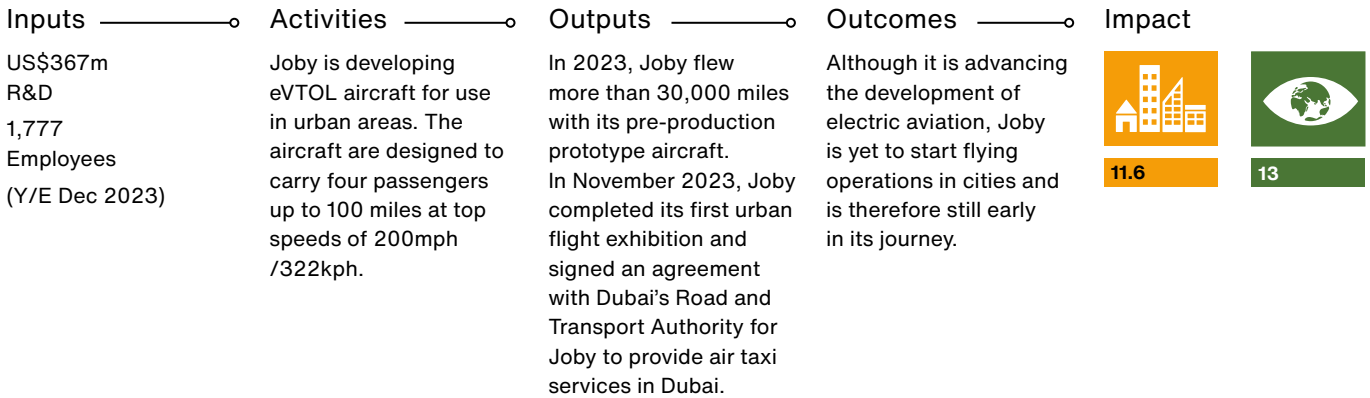 Inputs
US$367m
R&D
1,777
Employees
(Y/E Dec 2023)
Activities
Joby is developing
eVTOL aircraft for use
in urban areas. The
aircraft are designed to
carry four passengers
up to 100 miles at top
speeds of 200mph
/322kph.
Outputs
In 2023, Joby flew
more than 30,000 miles
with its pre-production
prototype aircraft.
In November 2023, Joby
completed its first urban
flight exhibition and
signed an agreement
with Dubai's Road and
Transport Authority for
Joby to provide air taxi
services in Dubai.
Outcomes
Although it is advancing
the development of
electric aviation, Joby
is yet to start flying
operations in cities and
is therefore still early
in its journey.
Impact
11.6
13